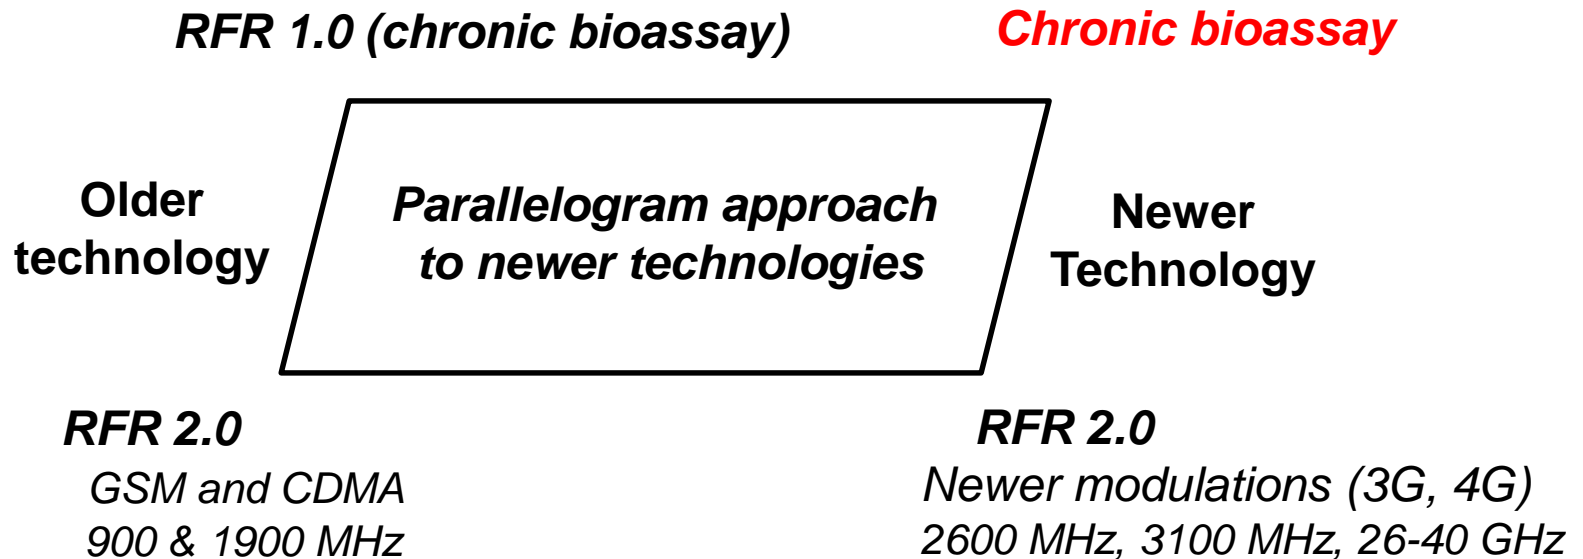 RFR 1.0 (chronic bioassay)
Chronic bioassay
Older
technology
Parallelogram approach
to newer technologies
Newer
Technology
RFR 2.0
GSM and CDMA
900 & 1900 MHz
RFR 2.0
Newer modulations (3G, 4G)
2600 MHz, 3100 MHz, 26-40 GHz